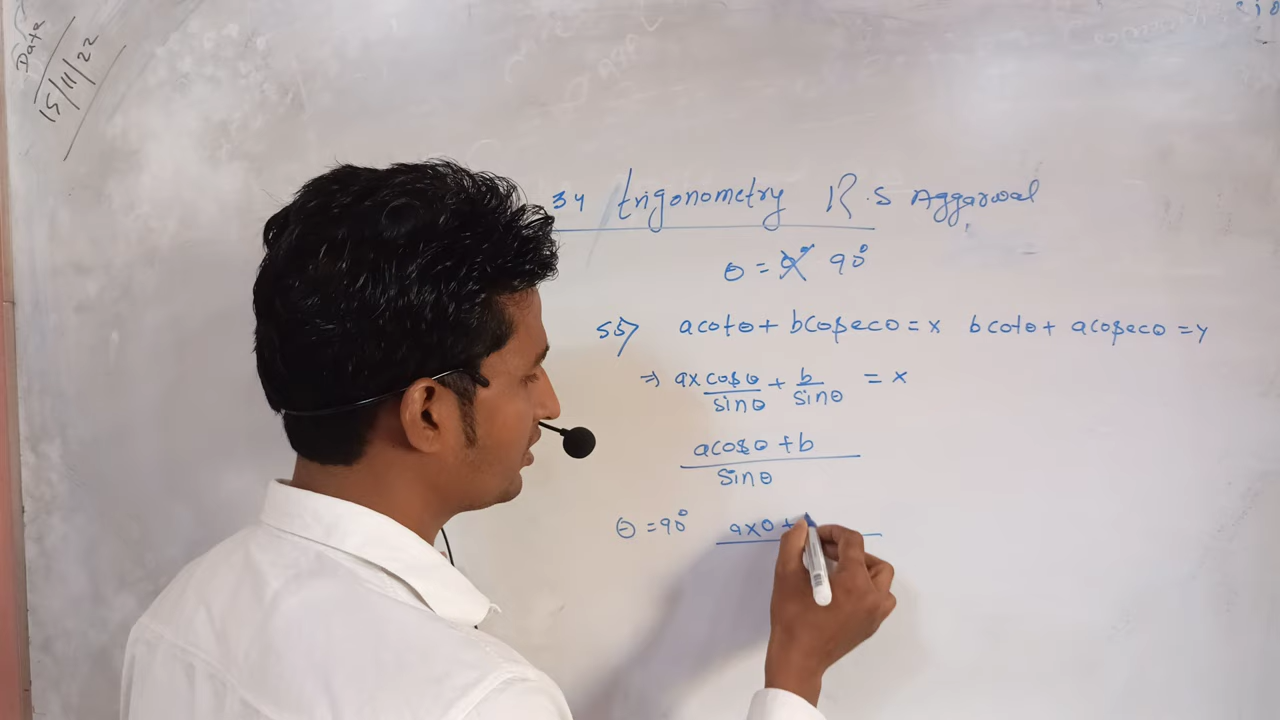 Date
15/11/22
34 trigonometry R.S Aggarwal
θ = 0° 90°
55) acotθ + bcosecθ = x bcotθ + acosecθ = y
⇒ a× cosθ/sinθ + b/sinθ = x
acosθ + b
sinθ
θ = 90° a×0 +